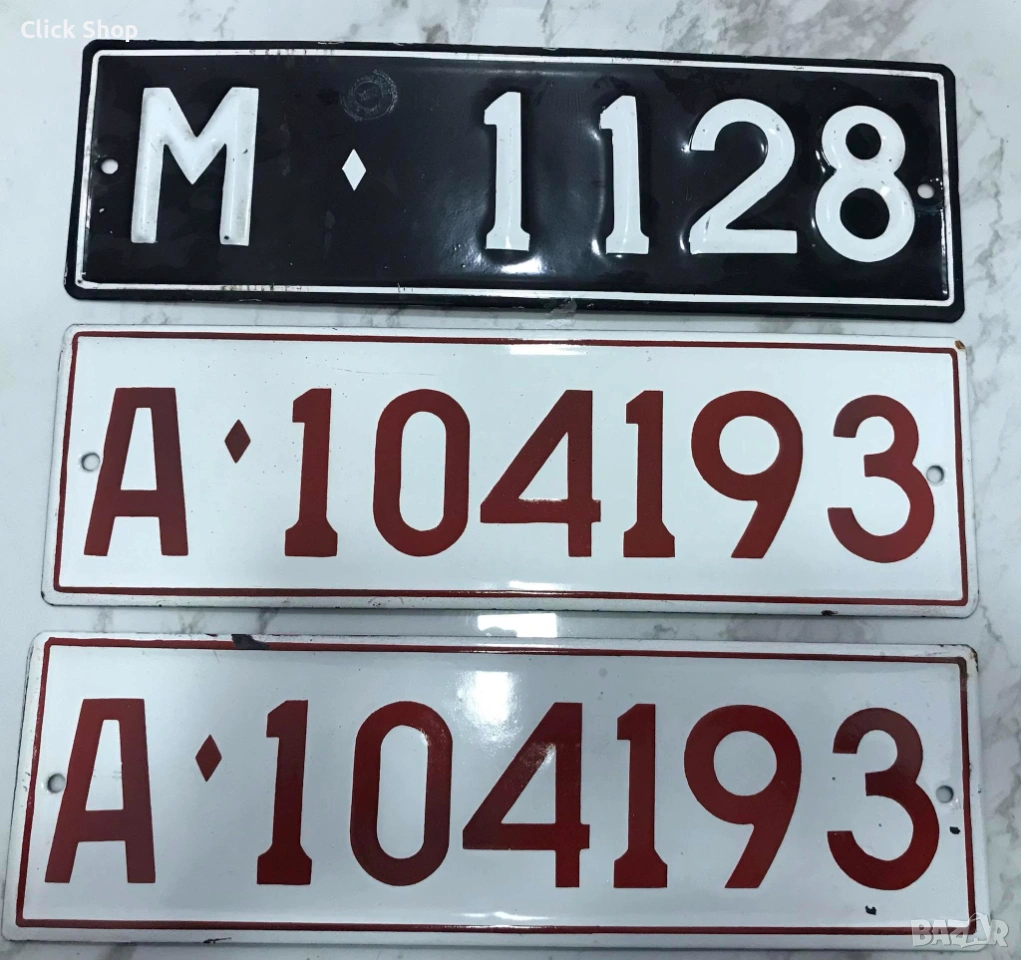 Click Shop
M ♦ 1128
A ♦ 104193
A ♦ 104193
BAZAR